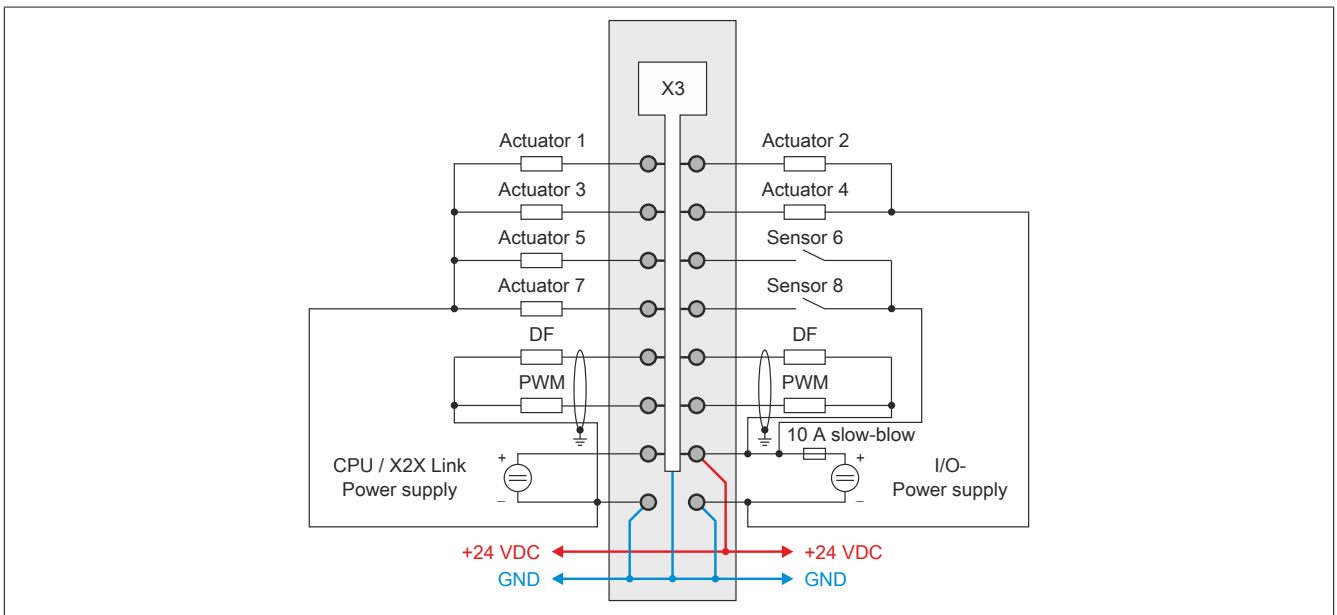 X3
Actuator 1
Actuator 2
Actuator 3
Actuator 4
Actuator 5
Sensor 6
Actuator 7
Sensor 8
DF
DF
PWM
PWM
10 A slow-blow
CPU / X2X Link
Power supply
+
–
+
–
I/O-
Power supply
+24 VDC
+24 VDC
GND
GND